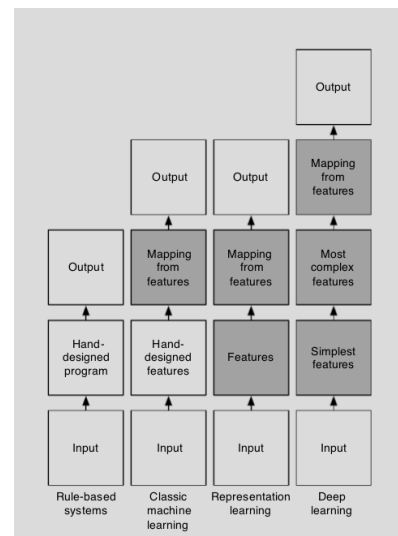 Output
Output
Output
Mapping
from
features
Output
Mapping
from
features
Mapping
from
features
Most
complex
features
Hand-
designed
program
Hand-
designed
features
Features
Simplest
features
Input
Input
Input
Input
Rule-based
systems
Classic
machine
learning
Representation
learning
Deep
learning